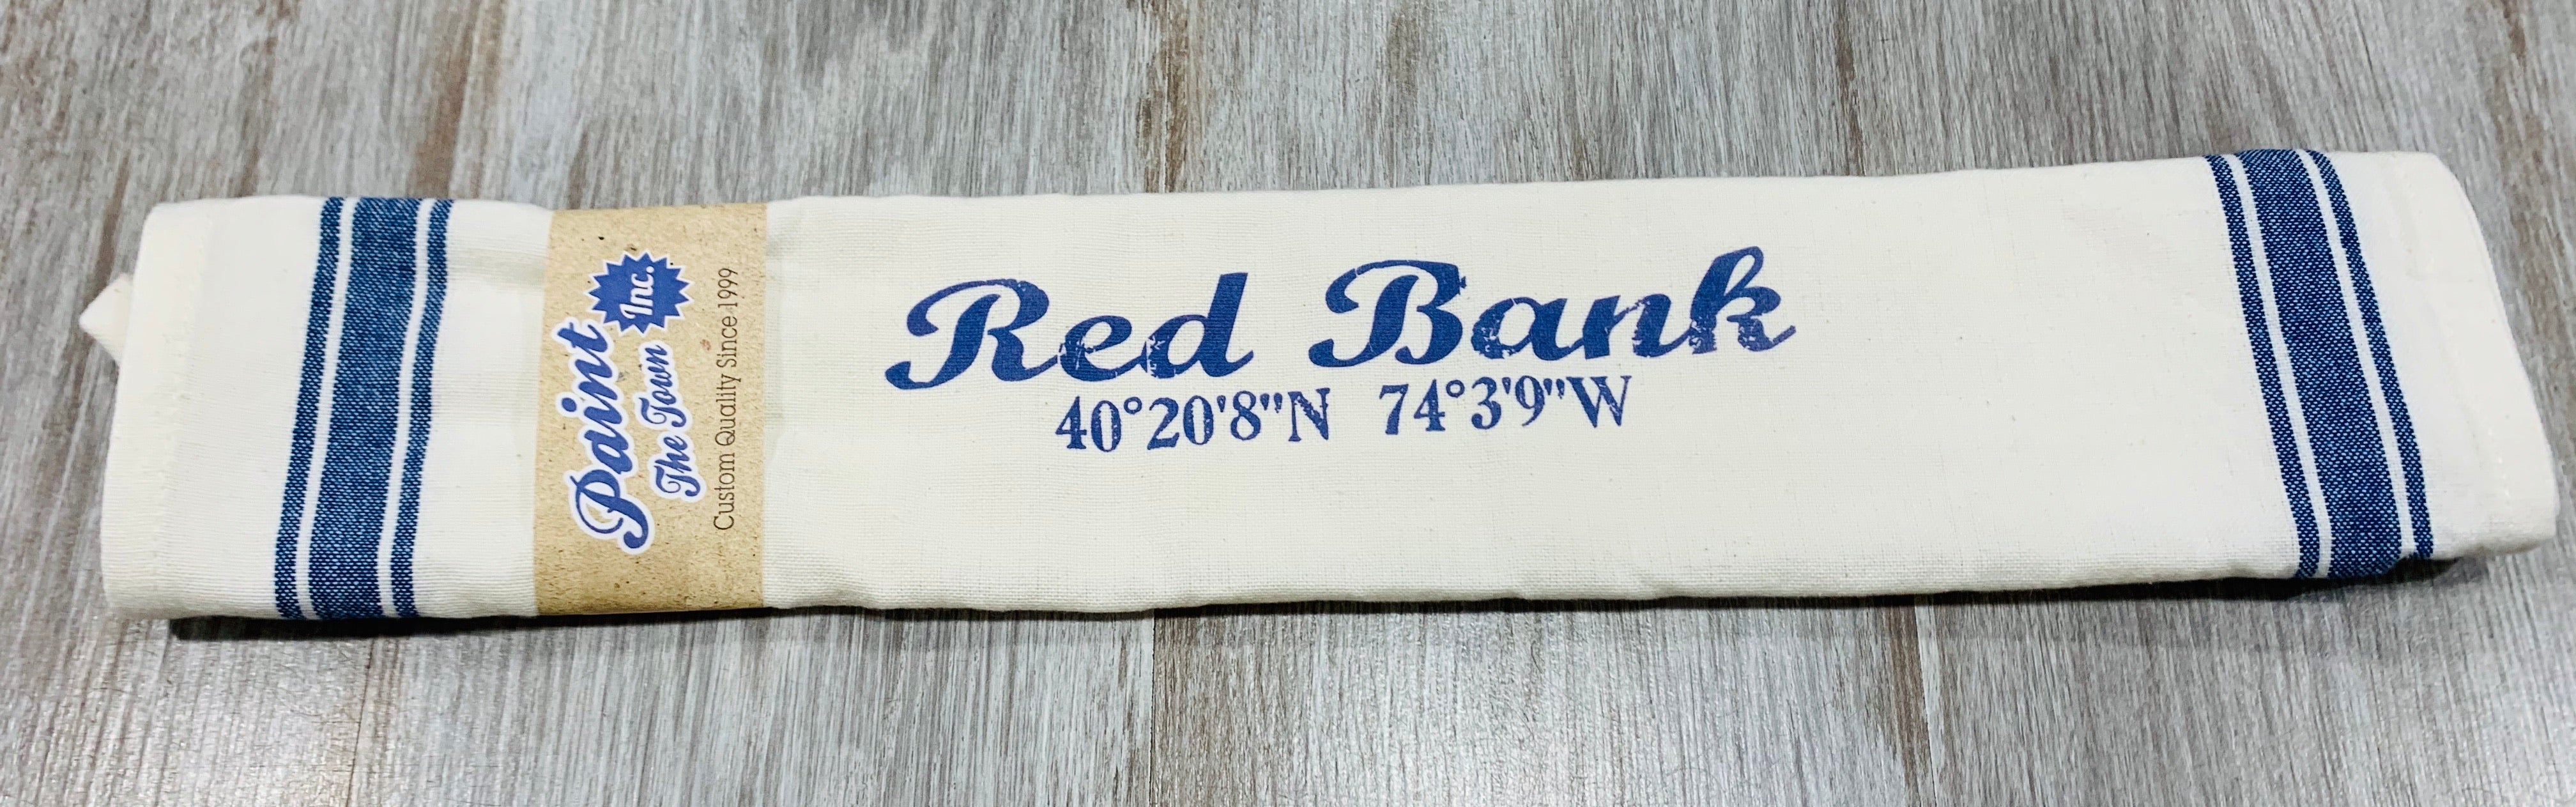 Paint
The Town Inc.
Custom Quality Since 1999
Red Bank
40°20'8"N 74°3'9"W